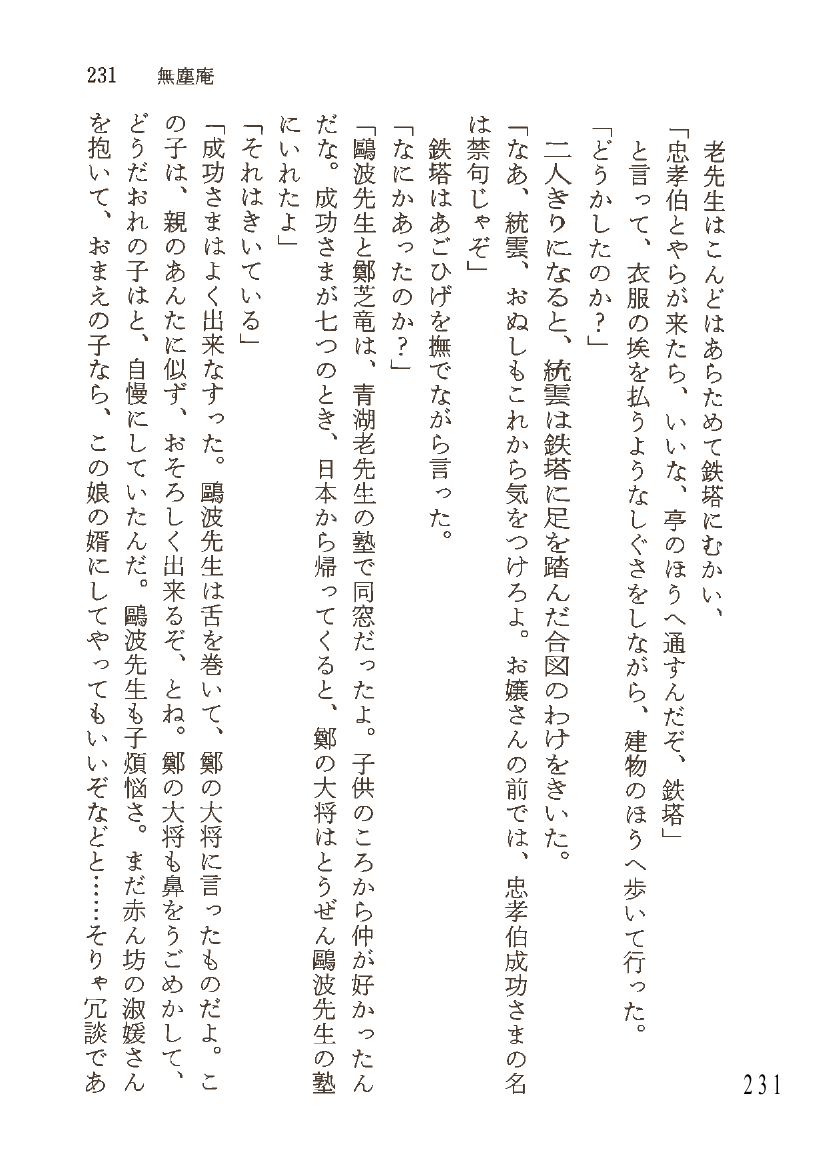 231 無塵庵
老先生はこんどはあらためて鉄塔にむかい、
「忠孝伯とやらが来たら、いいな、亭のほうへ通すんだぞ、鉄塔」
と言って、衣服の埃を払うようなしぐさをしながら、建物のほうへ歩いて行った。
「どうかしたのか？」
二人きりになると、統雲は鉄塔に足を踏んだ合図のわけをきいた。
「なあ、統雲、おぬしもこれから気をつけろよ。お嬢さんの前では、忠孝伯成功さまの名
は禁句じゃぞ」
鉄塔はあごひげを撫でながら言った。
「なにかあったのか？」
「鷗波先生と鄭芝竜は、青湖老先生の塾で同窓だったよ。子供のころから仲が好かったん
だな。成功さまが七つのとき、日本から帰ってくると、鄭の大将はとうぜん鷗波先生の塾
にいれたよ」
「それはきいている」
「成功さまはよく出来なすった。鷗波先生は舌を巻いて、鄭の大将に言ったものだよ。こ
の子は、親のあんたに似ず、おそろしく出来るぞ、とね。鄭の大将も鼻をうごめかして、
どうだおれの子はと、自慢にしていたんだ。鷗波先生も子煩悩さ。まだ赤ん坊の淑媛さん
を抱いて、おまえの子なら、この娘の婿にしてやってもいいぞなどと……そりゃ冗談であ
231